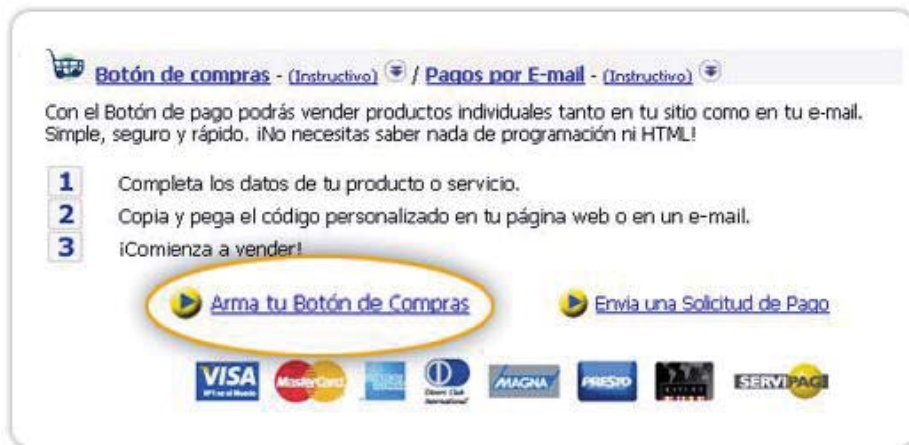 Botón de compras - (Instructivo) / Pagos por E-mail - (Instructivo)
Con el Botón de pago podrás vender productos individuales tanto en tu sitio como en tu e-mail.
Simple, seguro y rápido. ¡No necesitas saber nada de programación ni HTML!
1 Completa los datos de tu producto o servicio.
2 Copia y pega el código personalizado en tu página web o en un e-mail.
3 ¡Comienza a vender!
Arma tu Botón de Compras Envia una Solicitud de Pago
VISA MasterCard Diners Club International MAGNA PRESTO SERVIPAG